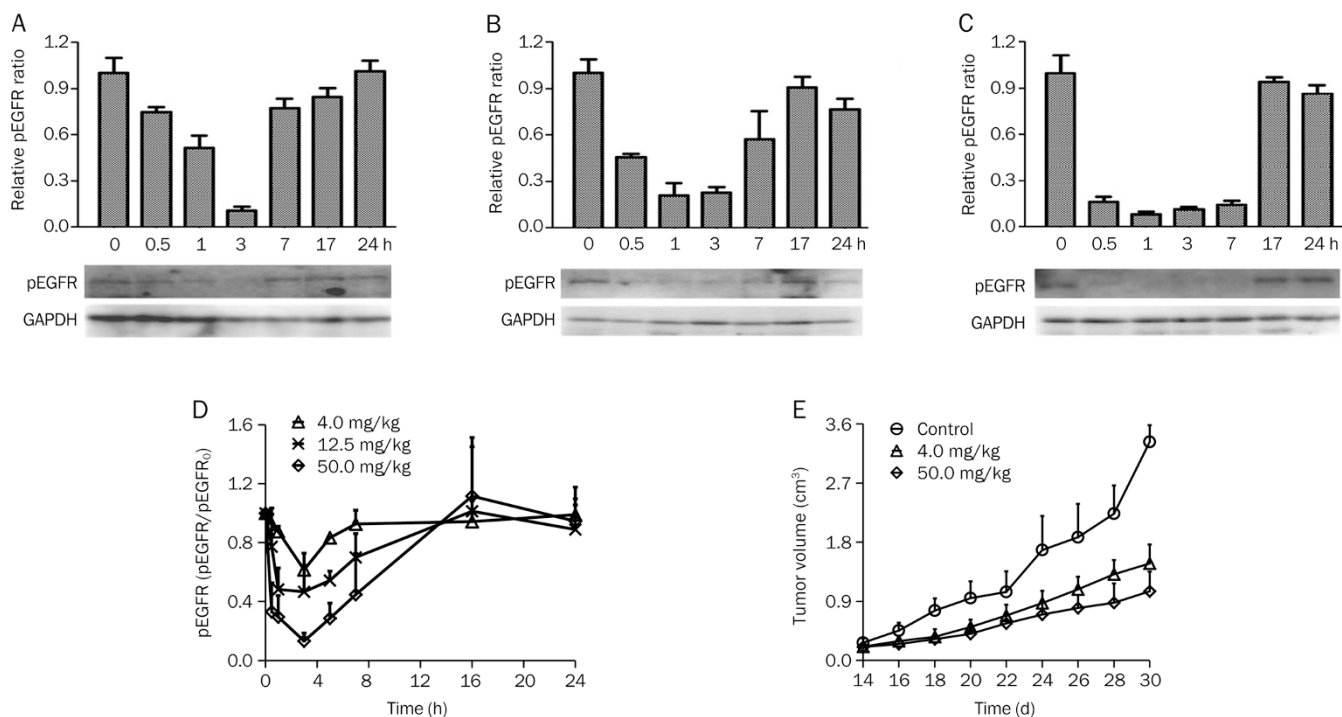 A
Relative pEGFR ratio
1.2
0.9
0.6
0.3
0.0
0 0.5 1 3 7 17 24 h
pEGFR
GAPDH
B
Relative pEGFR ratio
1.2
0.9
0.6
0.3
0.0
0 0.5 1 3 7 17 24 h
pEGFR
GAPDH
C
Relative pEGFR ratio
1.2
0.9
0.6
0.3
0.0
0 0.5 1 3 7 17 24 h
pEGFR
GAPDH
D
pEGFR (pEGFR/pEGFR₀)
1.6
1.2
0.8
0.4
0.0
4.0 mg/kg
12.5 mg/kg
50.0 mg/kg
0 4 8 12 16 20 24
Time (h)
E
Tumor volume (cm³)
3.6
2.7
1.8
0.9
0.0
Control
4.0 mg/kg
50.0 mg/kg
14 16 18 20 22 24 26 28 30
Time (d)